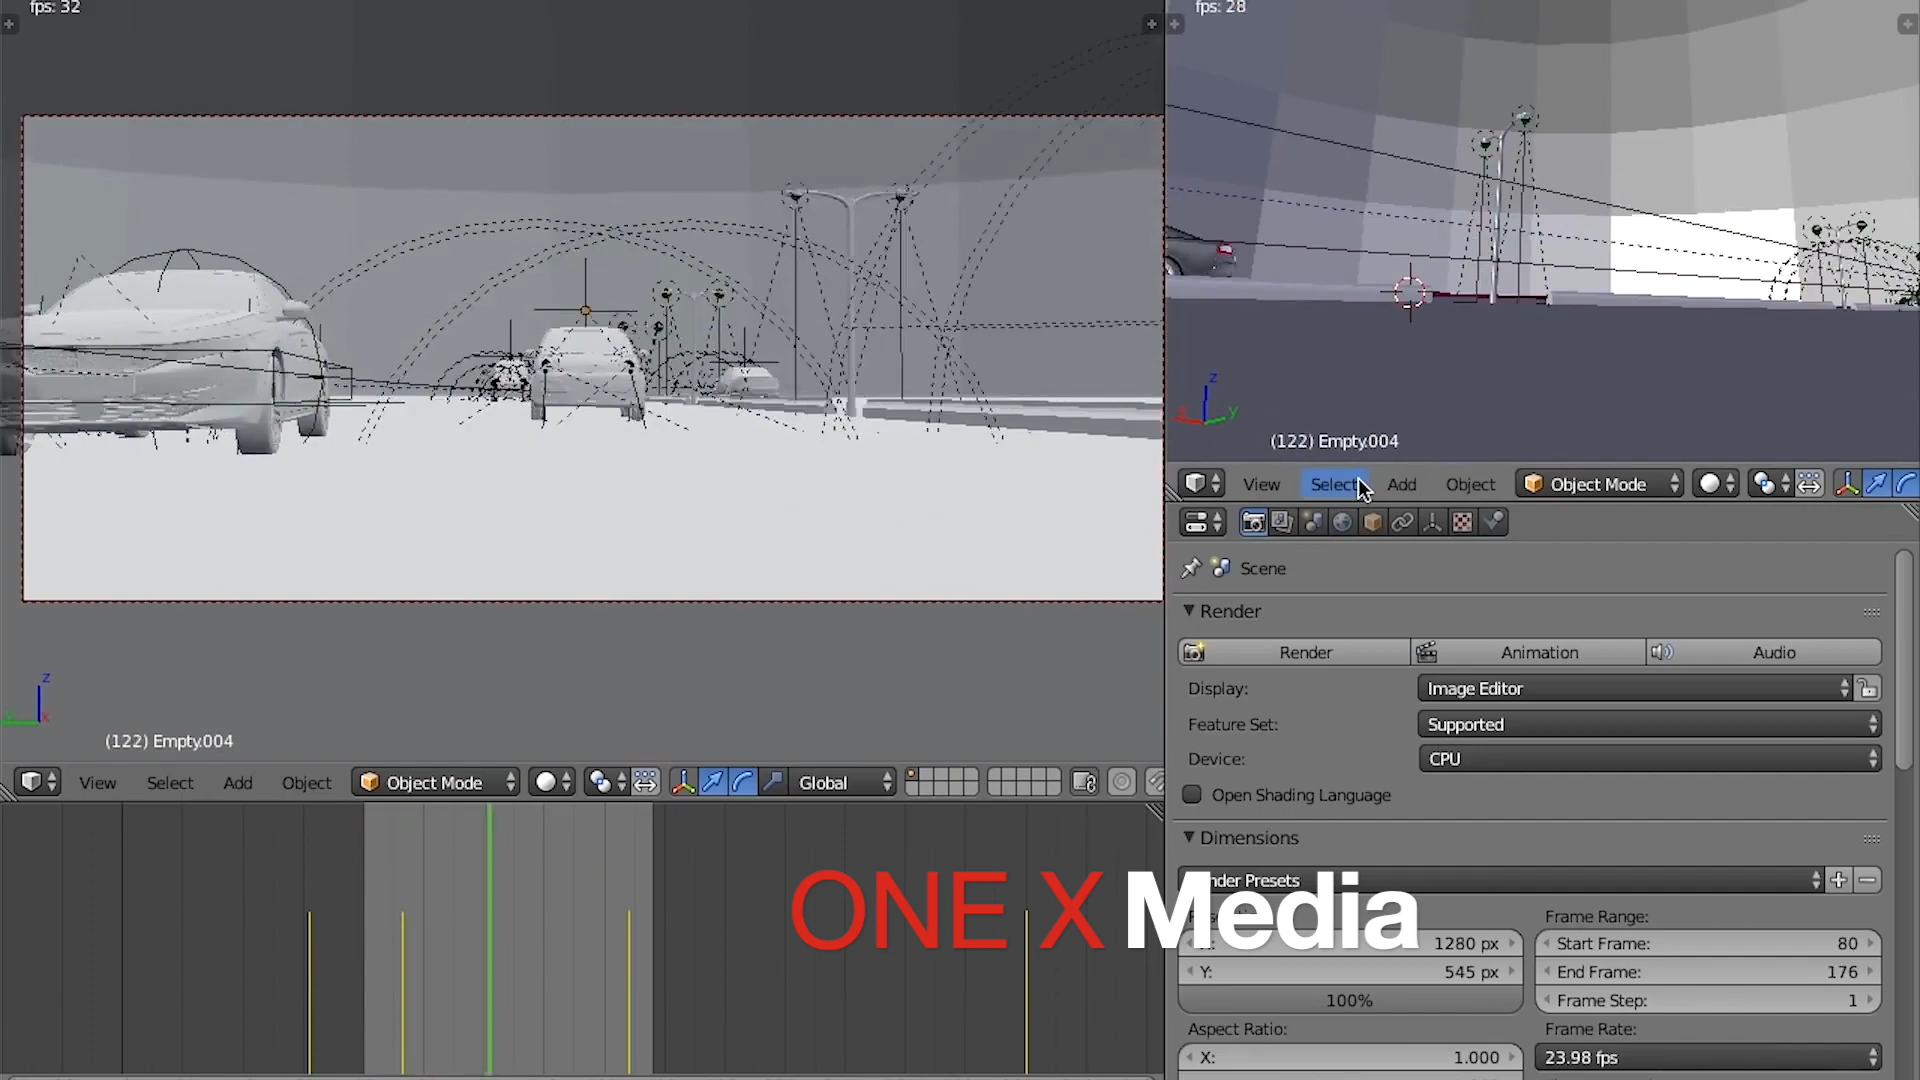 fps: 32
fps: 28
z
x
y
(122) Empty.004
View Select Add Object Object Mode
Scene
Render
Render Animation Audio
Display: Image Editor
Feature Set: Supported
Device: CPU
Open Shading Language
Dimensions
Presets
Frame Range:
1280 px
Start Frame: 80
Y: 545 px
End Frame: 176
100%
Frame Step: 1
Aspect Ratio:
Frame Rate:
X: 1.000
23.98 fps
z
x
(122) Empty.004
View Select Add Object Object Mode Global
ONE X Media